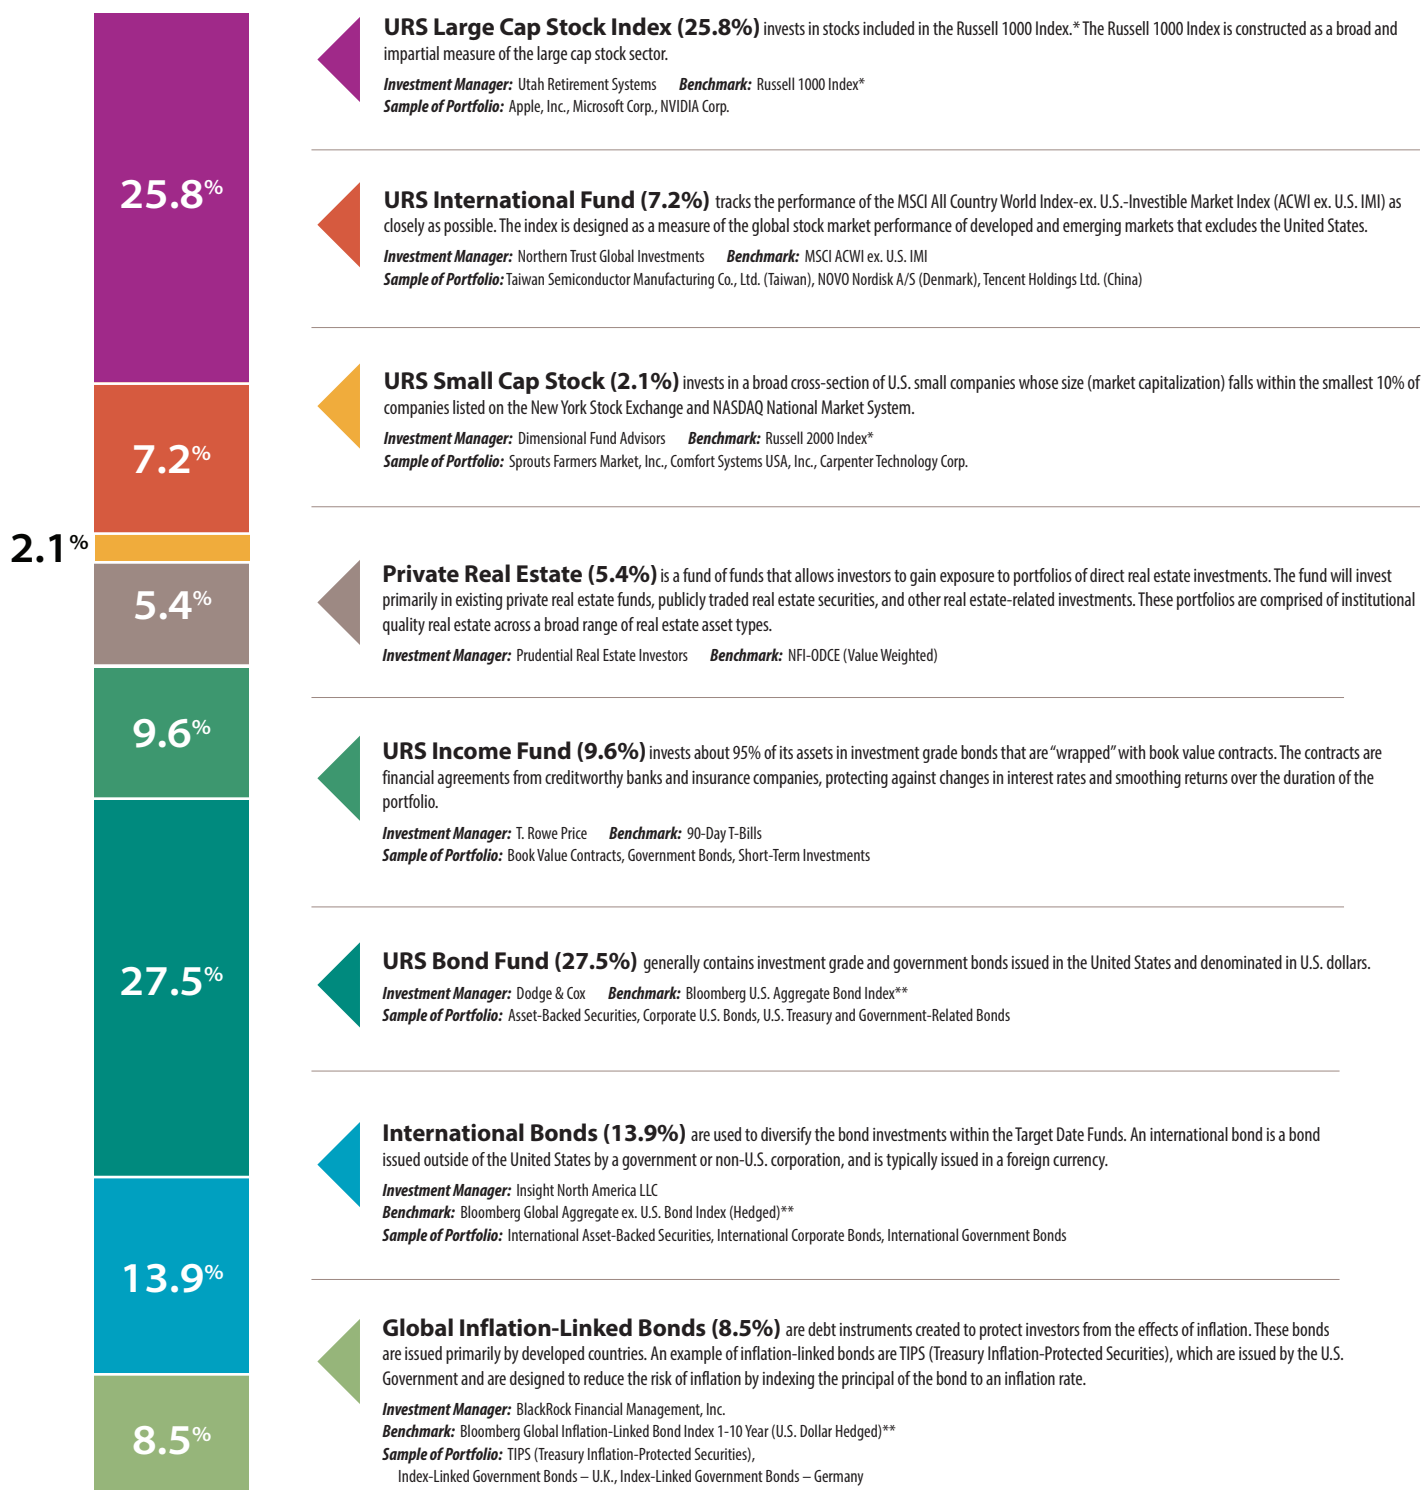 URS Large Cap Stock Index (25.8%) invests in stocks included in the Russell 1000 Index.* The Russell 1000 Index is constructed as a broad and
impartial measure of the large cap stock sector.
Investment Manager: Utah Retirement Systems Benchmark: Russell 1000 Index*
Sample of Portfolio: Apple, Inc., Microsoft Corp., NVIDIA Corp.
25.8%
URS International Fund (7.2%) tracks the performance of the MSCI All Country World Index-ex. U.S.-Investible Market Index (ACWI ex. U.S. IMI) as
closely as possible. The index is designed as a measure of the global stock market performance of developed and emerging markets that excludes the United States.
Investment Manager: Northern Trust Global Investments Benchmark: MSCI ACWI ex. U.S. IMI
Sample of Portfolio: Taiwan Semiconductor Manufacturing Co., Ltd. (Taiwan), NOVO Nordisk A/S (Denmark), Tencent Holdings Ltd. (China)
7.2%
URS Small Cap Stock (2.1%) invests in a broad cross-section of U.S. small companies whose size (market capitalization) falls within the smallest 10% of
companies listed on the New York Stock Exchange and NASDAQ National Market System.
Investment Manager: Dimensional Fund Advisors Benchmark: Russell 2000 Index*
Sample of Portfolio: Sprouts Farmers Market, Inc., Comfort Systems USA, Inc., Carpenter Technology Corp.
2.1%
Private Real Estate (5.4%) is a fund of funds that allows investors to gain exposure to portfolios of direct real estate investments. The fund will invest
primarily in existing private real estate funds, publicly traded real estate securities, and other real estate-related investments. These portfolios are comprised of institutional
quality real estate across a broad range of real estate asset types.
Investment Manager: Prudential Real Estate Investors Benchmark: NFI-ODCE (Value Weighted)
5.4%
URS Income Fund (9.6%) invests about 95% of its assets in investment grade bonds that are “wrapped” with book value contracts. The contracts are
financial agreements from creditworthy banks and insurance companies, protecting against changes in interest rates and smoothing returns over the duration of the
portfolio.
Investment Manager: T. Rowe Price Benchmark: 90-Day T-Bills
Sample of Portfolio: Book Value Contracts, Government Bonds, Short-Term Investments
9.6%
URS Bond Fund (27.5%) generally contains investment grade and government bonds issued in the United States and denominated in U.S. dollars.
Investment Manager: Dodge & Cox Benchmark: Bloomberg U.S. Aggregate Bond Index**
Sample of Portfolio: Asset-Backed Securities, Corporate U.S. Bonds, U.S. Treasury and Government-Related Bonds
27.5%
International Bonds (13.9%) are used to diversify the bond investments within the Target Date Funds. An international bond is a bond
issued outside of the United States by a government or non-U.S. corporation, and is typically issued in a foreign currency.
Investment Manager: Insight North America LLC
Benchmark: Bloomberg Global Aggregate ex. U.S. Bond Index (Hedged)**
Sample of Portfolio: International Asset-Backed Securities, International Corporate Bonds, International Government Bonds
13.9%
Global Inflation-Linked Bonds (8.5%) are debt instruments created to protect investors from the effects of inflation. These bonds
are issued primarily by developed countries. An example of inflation-linked bonds are TIPS (Treasury Inflation-Protected Securities), which are issued by the U.S.
Government and are designed to reduce the risk of inflation by indexing the principal of the bond to an inflation rate.
Investment Manager: BlackRock Financial Management, Inc.
Benchmark: Bloomberg Global Inflation-Linked Bond Index 1-10 Year (U.S. Dollar Hedged)**
Sample of Portfolio: TIPS (Treasury Inflation-Protected Securities),
Index-Linked Government Bonds – U.K., Index-Linked Government Bonds – Germany
8.5%